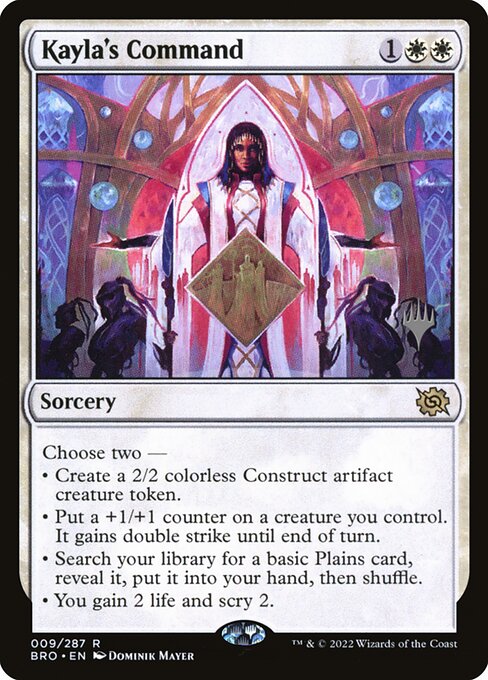 Kayla's Command 1
Sorcery
Choose two —
• Create a 2/2 colorless Construct artifact
creature token.
• Put a +1/+1 counter on a creature you control.
It gains double strike until end of turn.
• Search your library for a basic Plains card,
reveal it, put it into your hand, then shuffle.
• You gain 2 life and scry 2.
009/287 R
BRO • EN DOMINIK MAYER
™ & © 2022 Wizards of the Coast